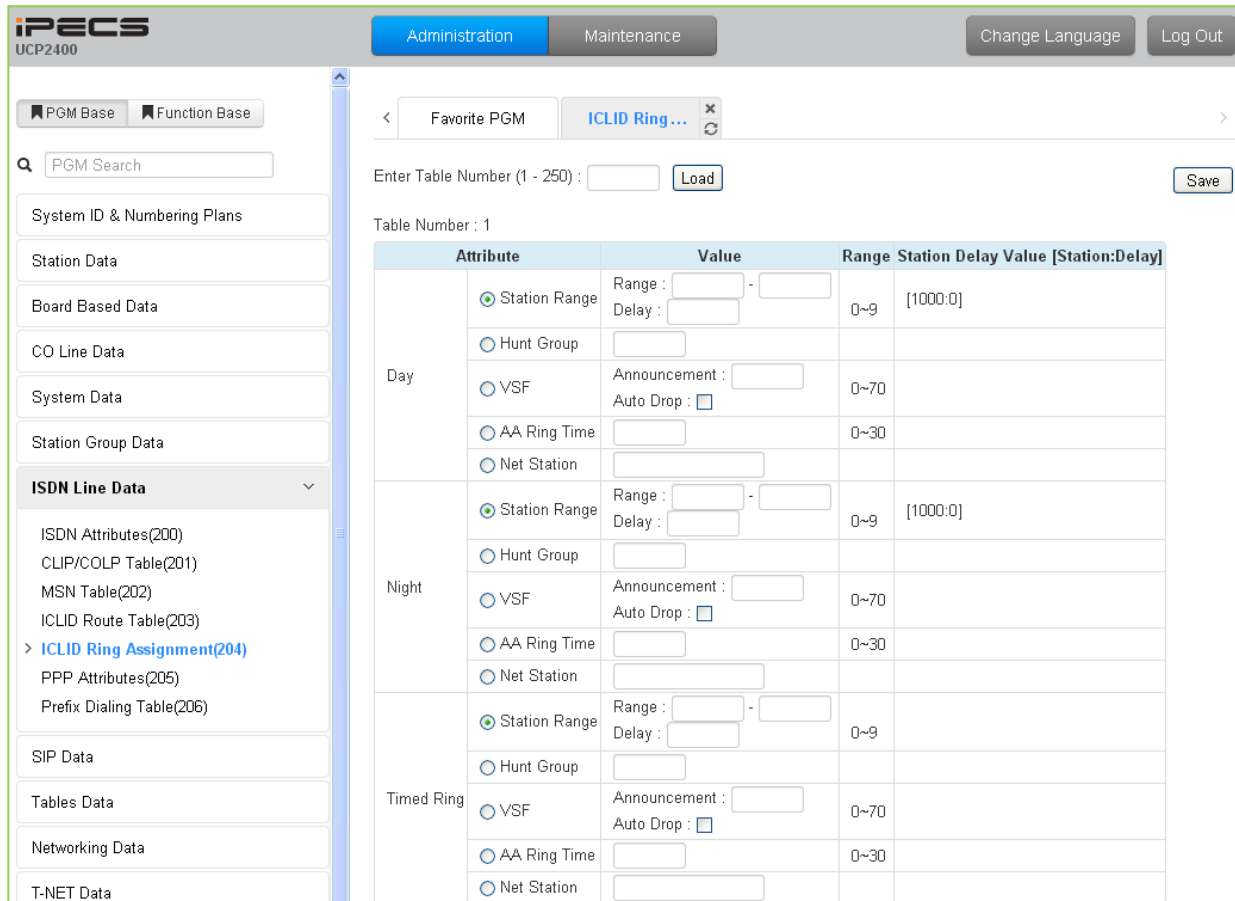 iPECS
UCP2400
Administration
Maintenance
Change Language
Log Out
PGM Base
Function Base
PGM Search
System ID & Numbering Plans
Station Data
Board Based Data
CO Line Data
System Data
Station Group Data
ISDN Line Data
ISDN Attributes(200)
CLIP/COLP Table(201)
MSN Table(202)
ICLID Route Table(203)
> ICLID Ring Assignment(204)
PPP Attributes(205)
Prefix Dialing Table(206)
SIP Data
Tables Data
Networking Data
T-NET Data
Favorite PGM
ICLID Ring...
Enter Table Number (1 - 250) :
Load
Save
Table Number : 1
Attribute Value Range Station Delay Value [Station:Delay]
Day
Station Range
Range : -
Delay :
0~9
[1000:0]
Hunt Group
VSF
Announcement :
Auto Drop :
0~70
AA Ring Time
0~30
Net Station
Night
Station Range
Range : -
Delay :
0~9
[1000:0]
Hunt Group
VSF
Announcement :
Auto Drop :
0~70
AA Ring Time
0~30
Net Station
Timed Ring
Station Range
Range : -
Delay :
0~9
Hunt Group
VSF
Announcement :
Auto Drop :
0~70
AA Ring Time
0~30
Net Station